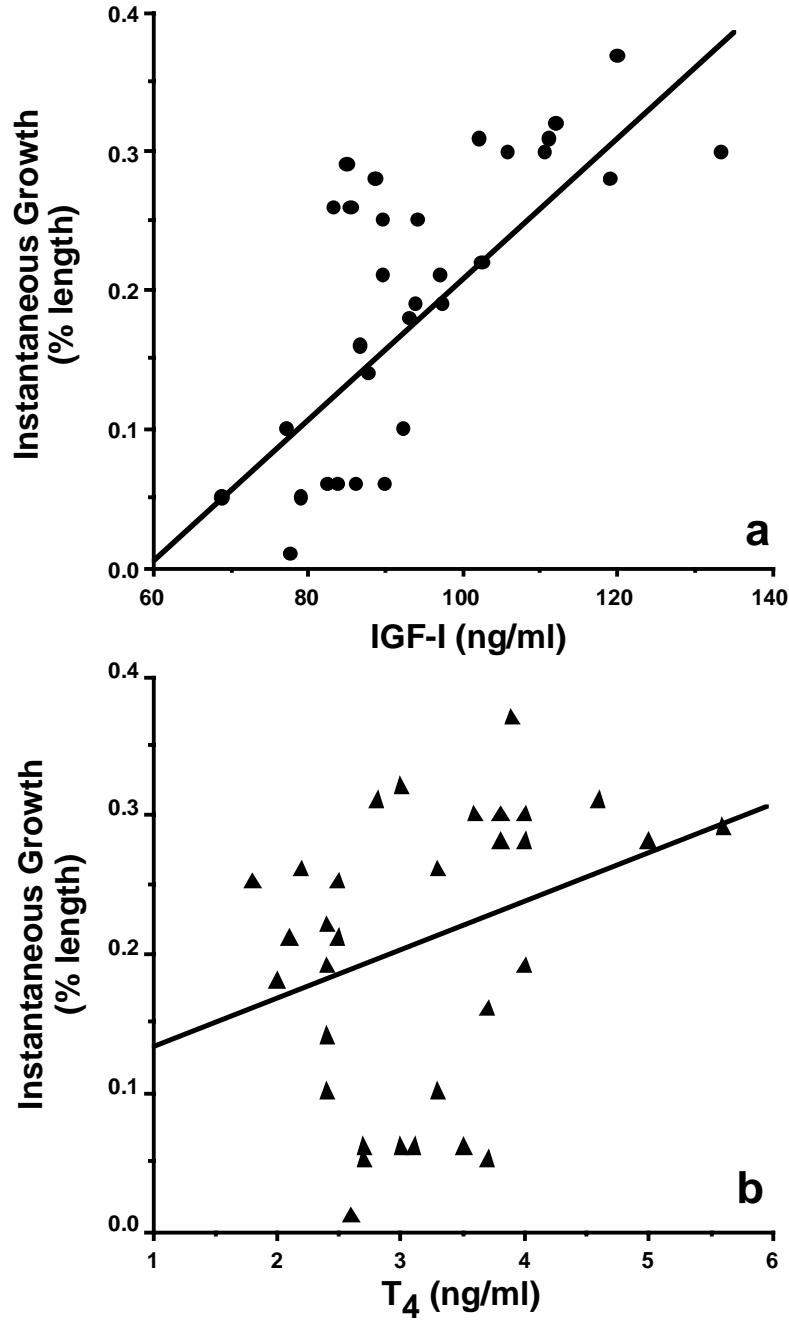 0.4
0.3
0.2
0.1
0.0
Instantaneous Growth
(% length)
a
60 80 100 120 140
IGF-I (ng/ml)
0.4
0.3
0.2
0.1
0.0
Instantaneous Growth
(% length)
b
1 2 3 4 5 6
T4 (ng/ml)